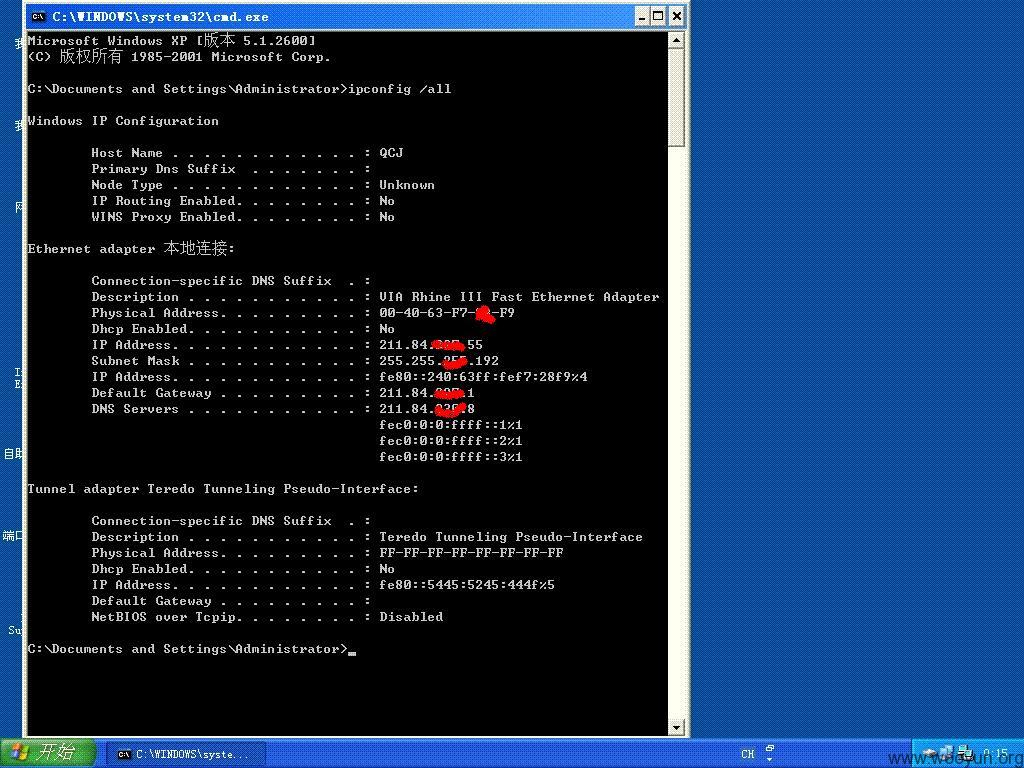 C:\WINDOWS\system32\cmd.exe
Microsoft Windows XP [版本 5.1.2600]
(C) 版权所有 1985-2001 Microsoft Corp.
C:\Documents and Settings\Administrator>ipconfig /all
Windows IP Configuration
Host Name . . . . . . . . . . . . : QCJ
Primary Dns Suffix . . . . . . . :
Node Type . . . . . . . . . . . . : Unknown
IP Routing Enabled. . . . . . . . : No
WINS Proxy Enabled. . . . . . . . : No
Ethernet adapter 本地连接:
Connection-specific DNS Suffix . :
Description . . . . . . . . . . . : VIA Rhine III Fast Ethernet Adapter
Physical Address. . . . . . . . . : 00-40-63-F7- -F9
Dhcp Enabled. . . . . . . . . . . : No
IP Address. . . . . . . . . . . . : 211.84. .55
Subnet Mask . . . . . . . . . . . : 255.255. .192
IP Address. . . . . . . . . . . . : fe80::240:63ff:fef7:28f9%4
Default Gateway . . . . . . . . . : 211.84. .1
DNS Servers . . . . . . . . . . . : 211.84. .8
fec0:0:0:ffff::1%1
fec0:0:0:ffff::2%1
fec0:0:0:ffff::3%1
Tunnel adapter Teredo Tunneling Pseudo-Interface:
Connection-specific DNS Suffix . :
Description . . . . . . . . . . . : Teredo Tunneling Pseudo-Interface
Physical Address. . . . . . . . . : FF-FF-FF-FF-FF-FF-FF-FF
Dhcp Enabled. . . . . . . . . . . : No
IP Address. . . . . . . . . . . . : fe80::5445:5245:444f%5
Default Gateway . . . . . . . . . :
NetBIOS over Tcpip. . . . . . . . : Disabled
C:\Documents and Settings\Administrator>_
自助
端口
Su
开始
C:\WINDOWS\syste...
CH
0:15
www.wooyun.org